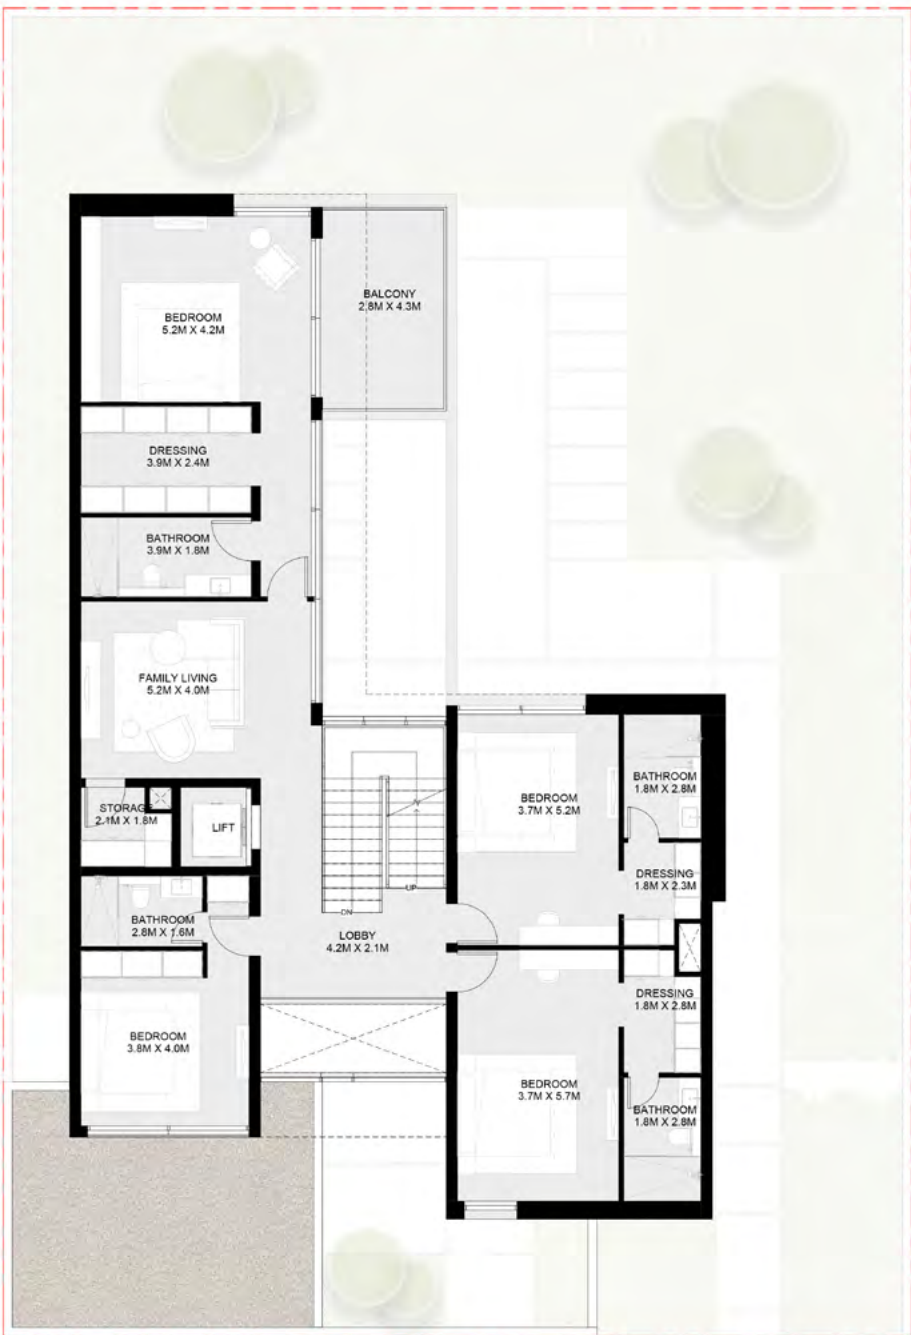 BALCONY
2.8M X 4.3M
BEDROOM
5.2M X 4.2M
DRESSING
3.9M X 2.4M
BATHROOM
3.9M X 1.8M
FAMILY LIVING
5.2M X 4.0M
STORAGE
2.1M X 1.8M
LIFT
BEDROOM
3.7M X 5.2M
BATHROOM
1.8M X 2.8M
DRESSING
1.8M X 2.3M
UP
DN
BATHROOM
2.8M X 1.6M
LOBBY
4.2M X 2.1M
DRESSING
1.8M X 2.8M
BEDROOM
3.8M X 4.0M
BEDROOM
3.7M X 5.7M
BATHROOM
1.8M X 2.8M